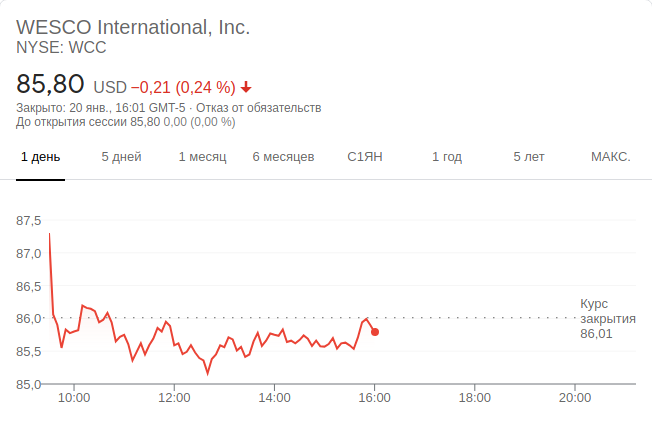 WESCO International, Inc.
NYSE: WCC
85,80 USD −0,21 (0,24 %)
Закрыто: 20 янв., 16:01 GMT-5 · Отказ от обязательств
До открытия сессии 85,80 0,00 (0,00 %)
1 день 5 дней 1 месяц 6 месяцев С1ЯН 1 год 5 лет МАКС.
87,5
87,0
86,5
86,0
85,5
85,0
Курс
закрытия
86,01
10:00 12:00 14:00 16:00 18:00 20:00